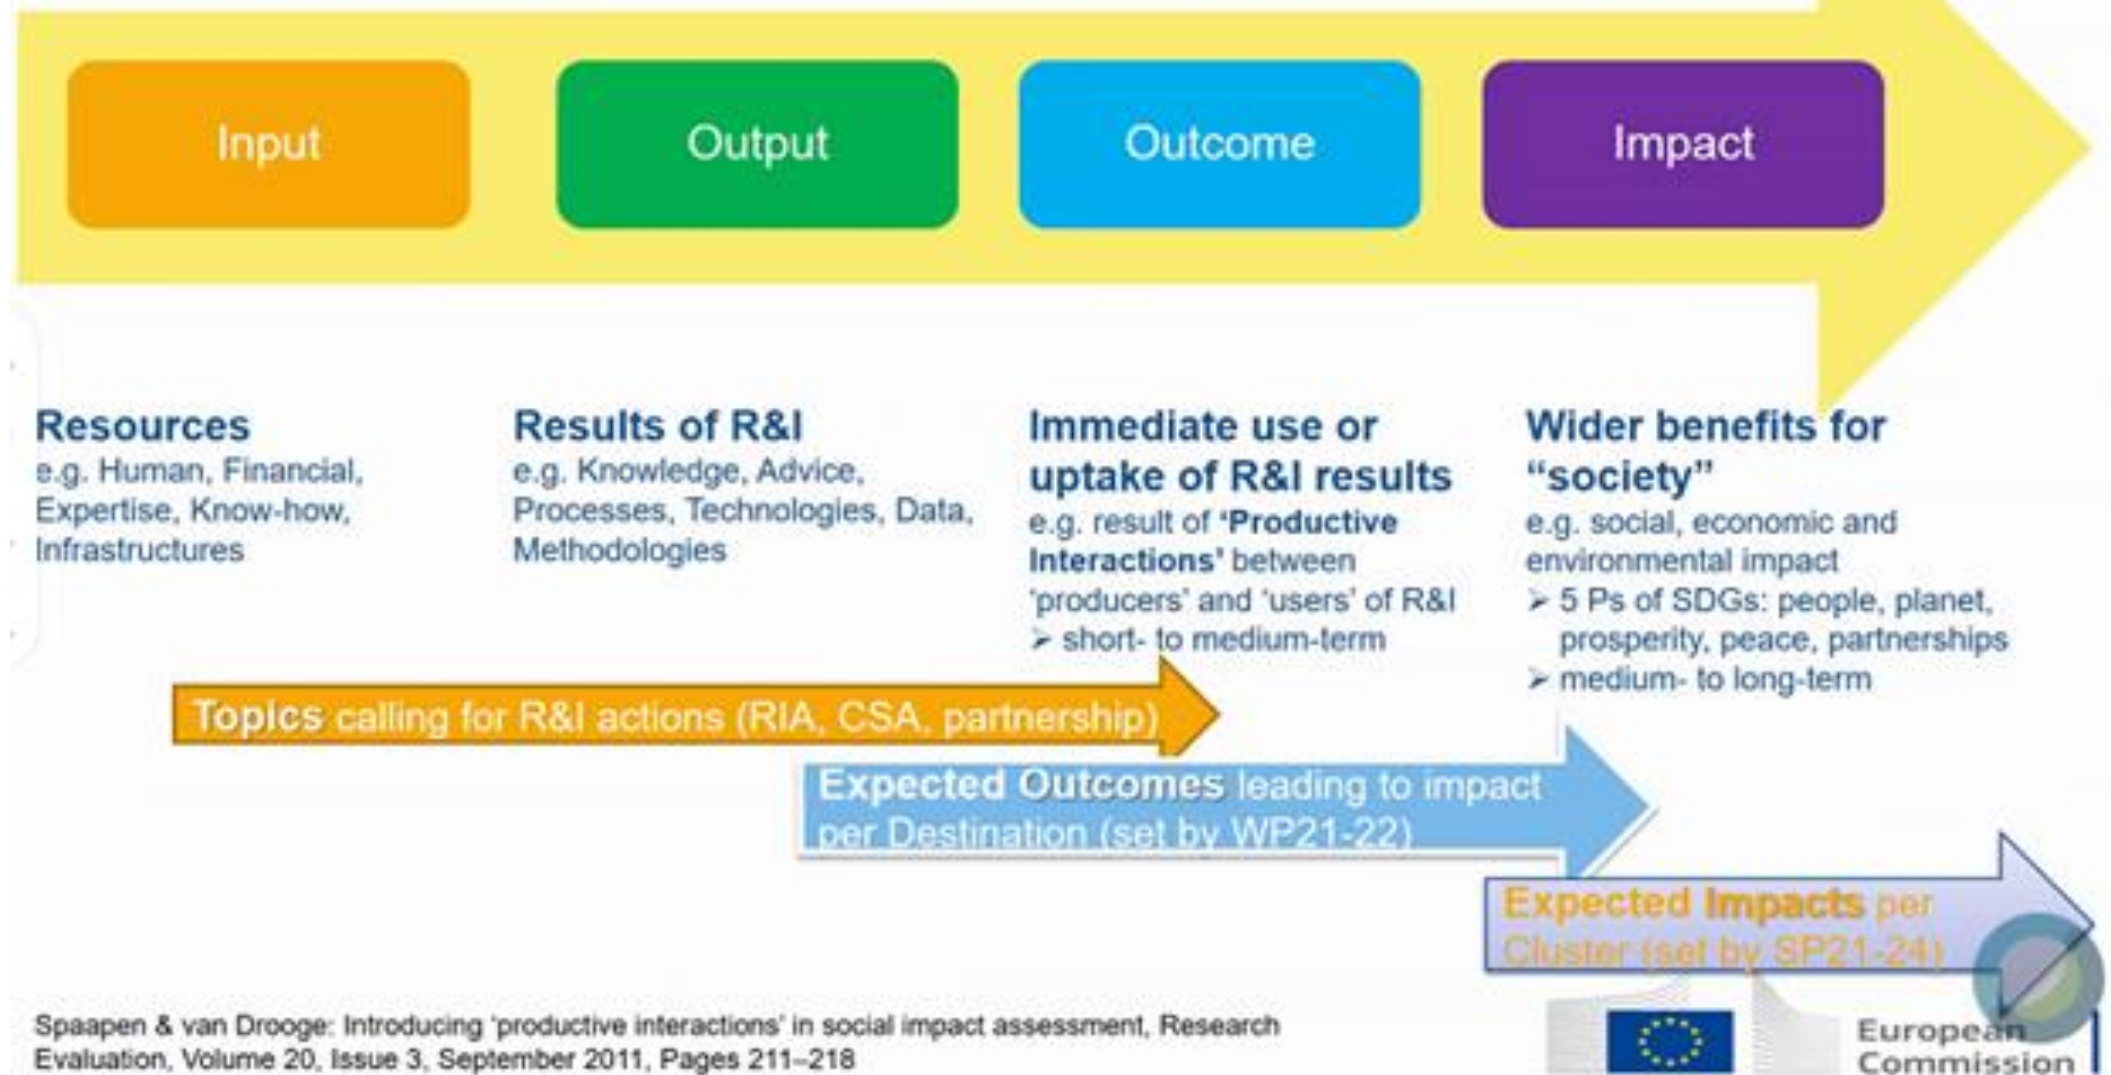 Input
Output
Outcome
Impact
Resources
e.g. Human, Financial,
Expertise, Know-how,
Infrastructures
Results of R&I
e.g. Knowledge, Advice,
Processes, Technologies, Data,
Methodologies
Immediate use or
uptake of R&I results
e.g. result of ‘Productive
Interactions’ between
‘producers’ and ‘users’ of R&I
➢ short- to medium-term
Wider benefits for
“society”
e.g. social, economic and
environmental impact
➢ 5 Ps of SDGs: people, planet,
prosperity, peace, partnerships
➢ medium- to long-term
Topics calling for R&I actions (RIA, CSA, partnership)
Expected Outcomes leading to impact
per Destination (set by WP21-22)
Expected Impacts per
Cluster (set by SP21-24)
Spaapen & van Drooge: Introducing ‘productive interactions’ in social impact assessment, Research
Evaluation, Volume 20, Issue 3, September 2011, Pages 211–218
European
Commission